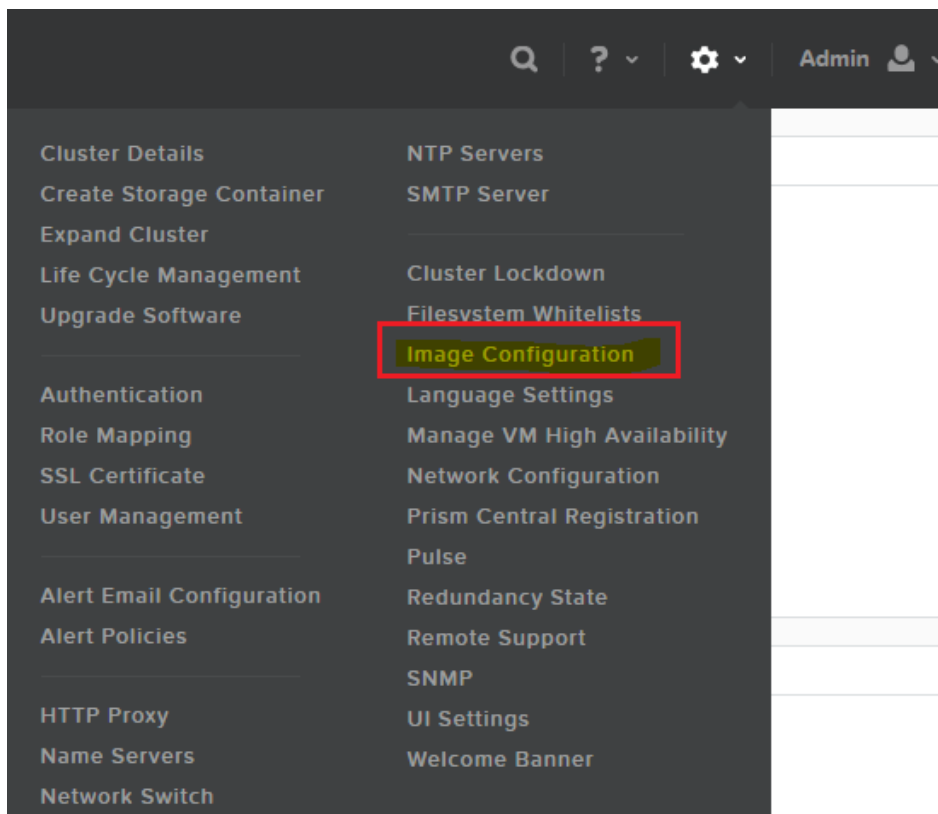 ? Admin
Cluster Details
Create Storage Container
Expand Cluster
Life Cycle Management
Upgrade Software
Authentication
Role Mapping
SSL Certificate
User Management
Alert Email Configuration
Alert Policies
HTTP Proxy
Name Servers
Network Switch
NTP Servers
SMTP Server
Cluster Lockdown
Filesystem Whitelists
Image Configuration
Language Settings
Manage VM High Availability
Network Configuration
Prism Central Registration
Pulse
Redundancy State
Remote Support
SNMP
UI Settings
Welcome Banner